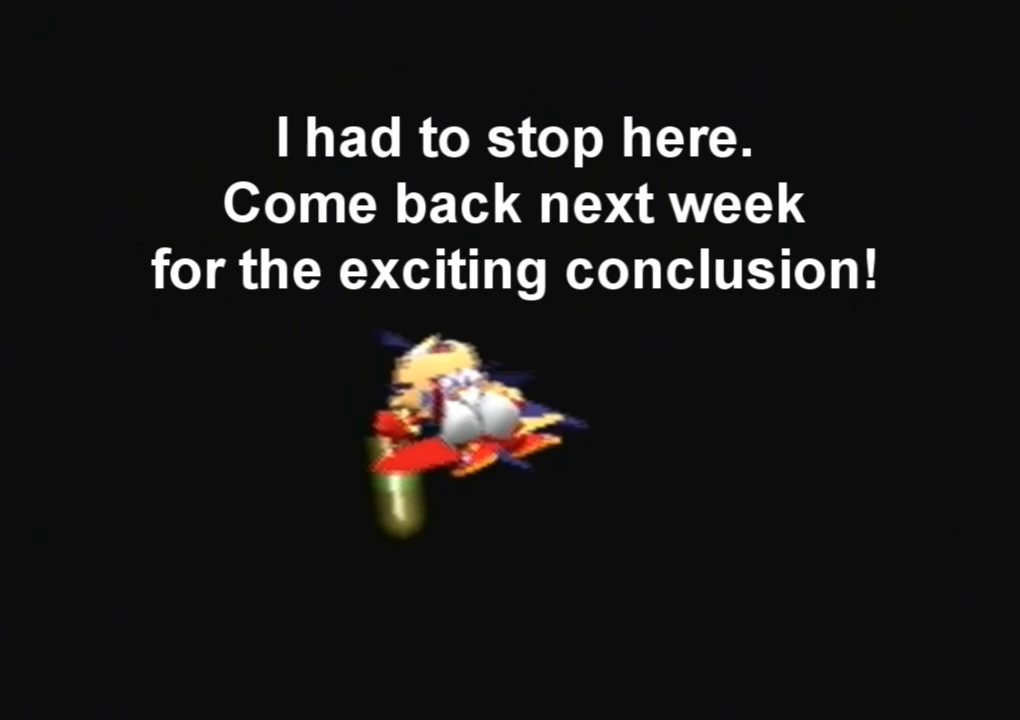 I had to stop here.
Come back next week
for the exciting conclusion!